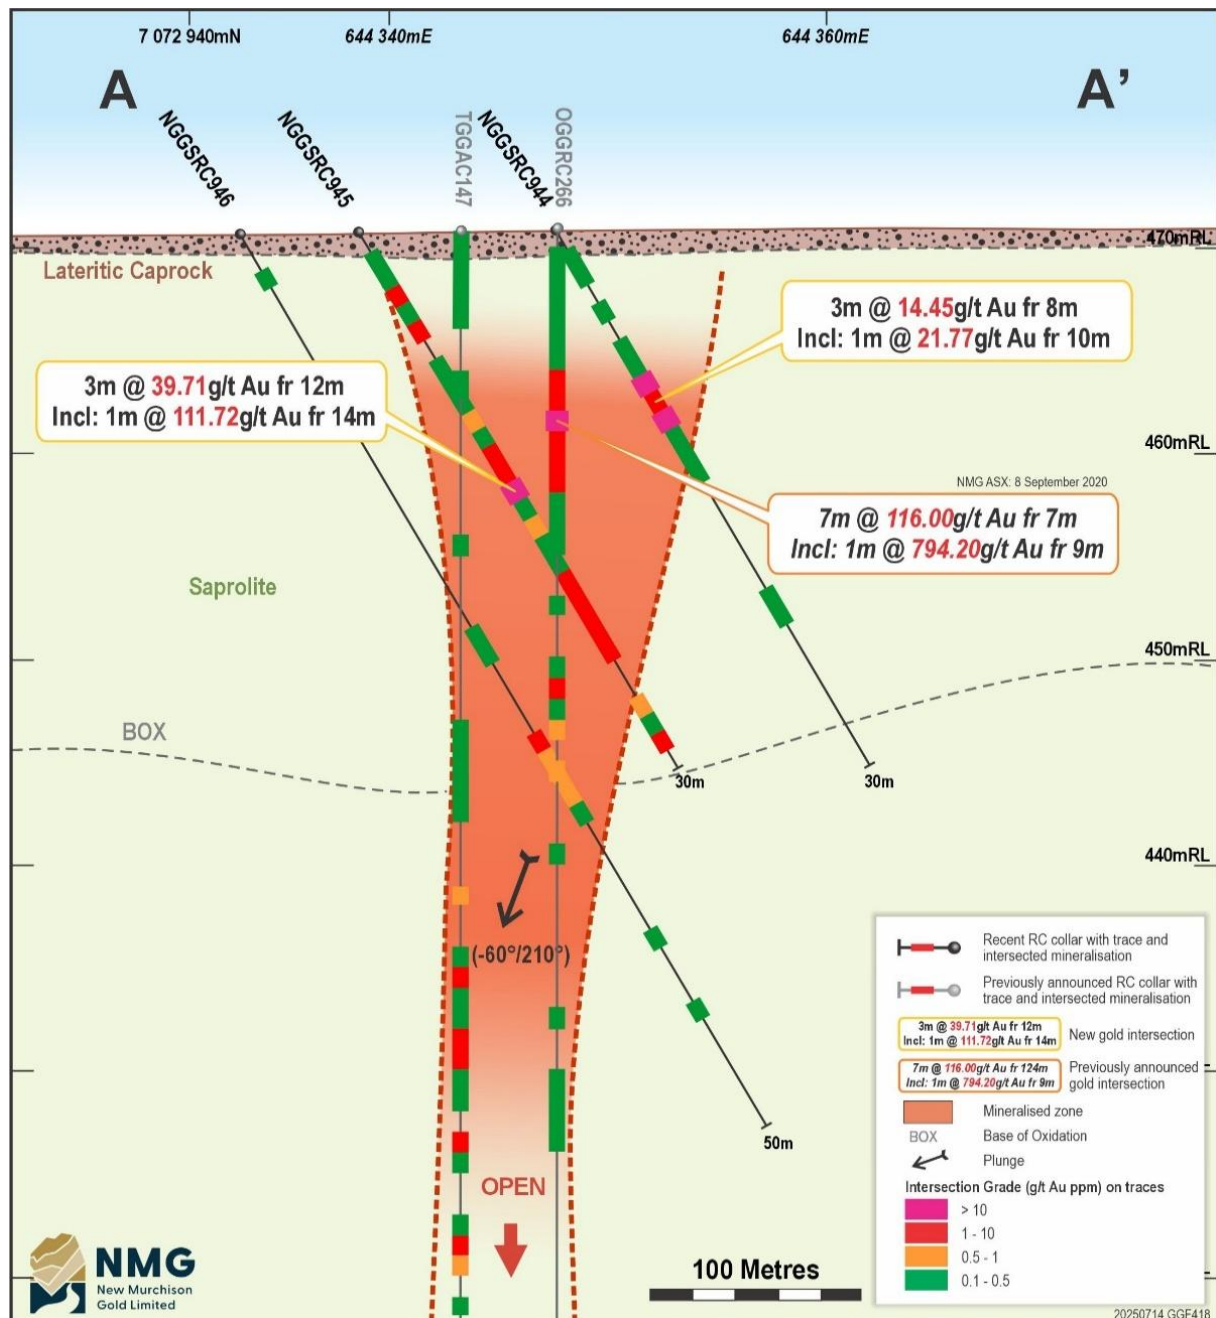 7 072 940mN 644 340mE 644 360mE
A A’
NGGSRC946
NGGSRC945
TGGAC147
NGGSRC944
OGGRC266
470mRL
Lateritic Caprock
3m @ 14.45g/t Au fr 8m
Incl: 1m @ 21.77g/t Au fr 10m
3m @ 39.71g/t Au fr 12m
Incl: 1m @ 111.72g/t Au fr 14m
460mRL
NMG ASX: 8 September 2020
7m @ 116.00g/t Au fr 7m
Incl: 1m @ 794.20g/t Au fr 9m
Saprolite
450mRL
BOX
30m
30m
440mRL
(-60°/210°)
50m
OPEN
Recent RC collar with trace and
intersected mineralisation
Previously announced RC collar with
trace and intersected mineralisation
3m @ 39.71g/t Au fr 12m
Incl: 1m @ 111.72g/t Au fr 14m
New gold intersection
7m @ 116.00g/t Au fr 124m
Incl: 1m @ 794.20g/t Au fr 9m
Previously announced
gold intersection
Mineralised zone
BOX Base of Oxidation
Plunge
Intersection Grade (g/t Au ppm) on traces
> 10
1 - 10
0.5 - 1
0.1 - 0.5
NMG
New Murchison
Gold Limited
100 Metres
20250714 GGF418